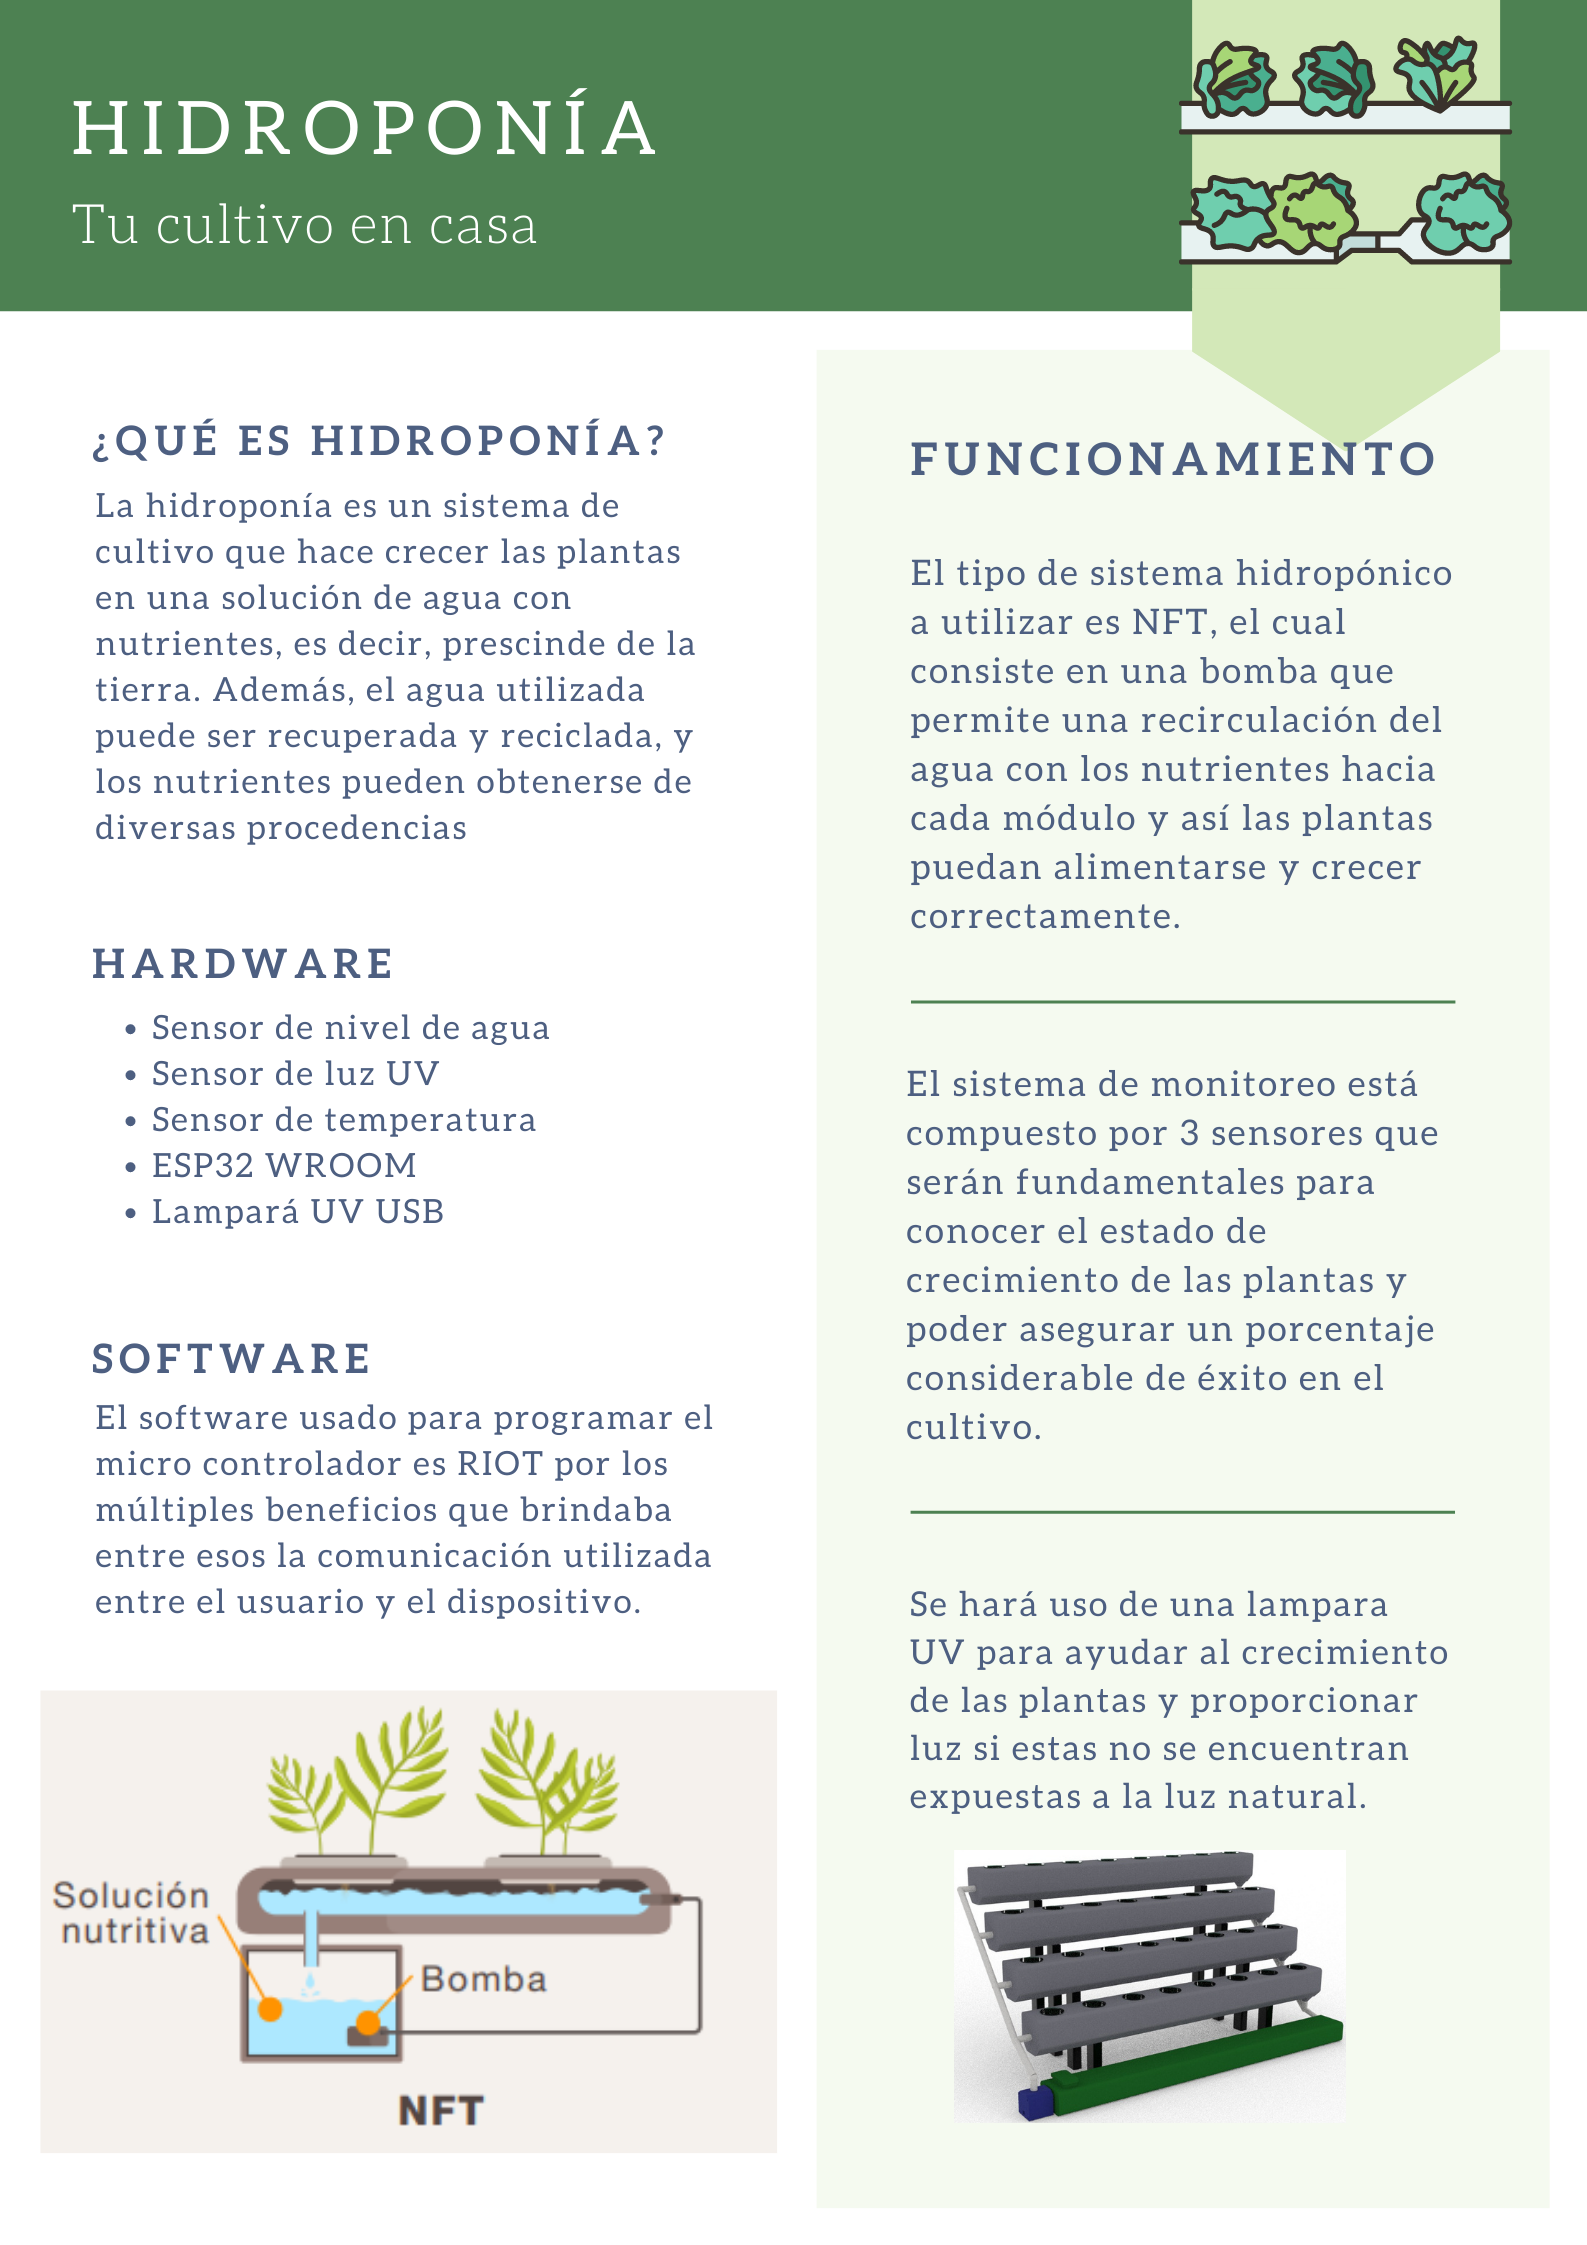 HIDROPONÍA
Tu cultivo en casa
¿QUÉ ES HIDROPONÍA?
La hidroponía es un sistema de
cultivo que hace crecer las plantas
en una solución de agua con
nutrientes, es decir, prescinde de la
tierra. Además, el agua utilizada
puede ser recuperada y reciclada, y
los nutrientes pueden obtenerse de
diversas procedencias
HARDWARE
• Sensor de nivel de agua
• Sensor de luz UV
• Sensor de temperatura
• ESP32 WROOM
• Lampará UV USB
SOFTWARE
El software usado para programar el
micro controlador es RIOT por los
múltiples beneficios que brindaba
entre esos la comunicación utilizada
entre el usuario y el dispositivo.
Solución
nutritiva
Bomba
NFT
FUNCIONAMIENTO
El tipo de sistema hidropónico
a utilizar es NFT, el cual
consiste en una bomba que
permite una recirculación del
agua con los nutrientes hacia
cada módulo y así las plantas
puedan alimentarse y crecer
correctamente.
El sistema de monitoreo está
compuesto por 3 sensores que
serán fundamentales para
conocer el estado de
crecimiento de las plantas y
poder asegurar un porcentaje
considerable de éxito en el
cultivo.
Se hará uso de una lampara
UV para ayudar al crecimiento
de las plantas y proporcionar
luz si estas no se encuentran
expuestas a la luz natural.